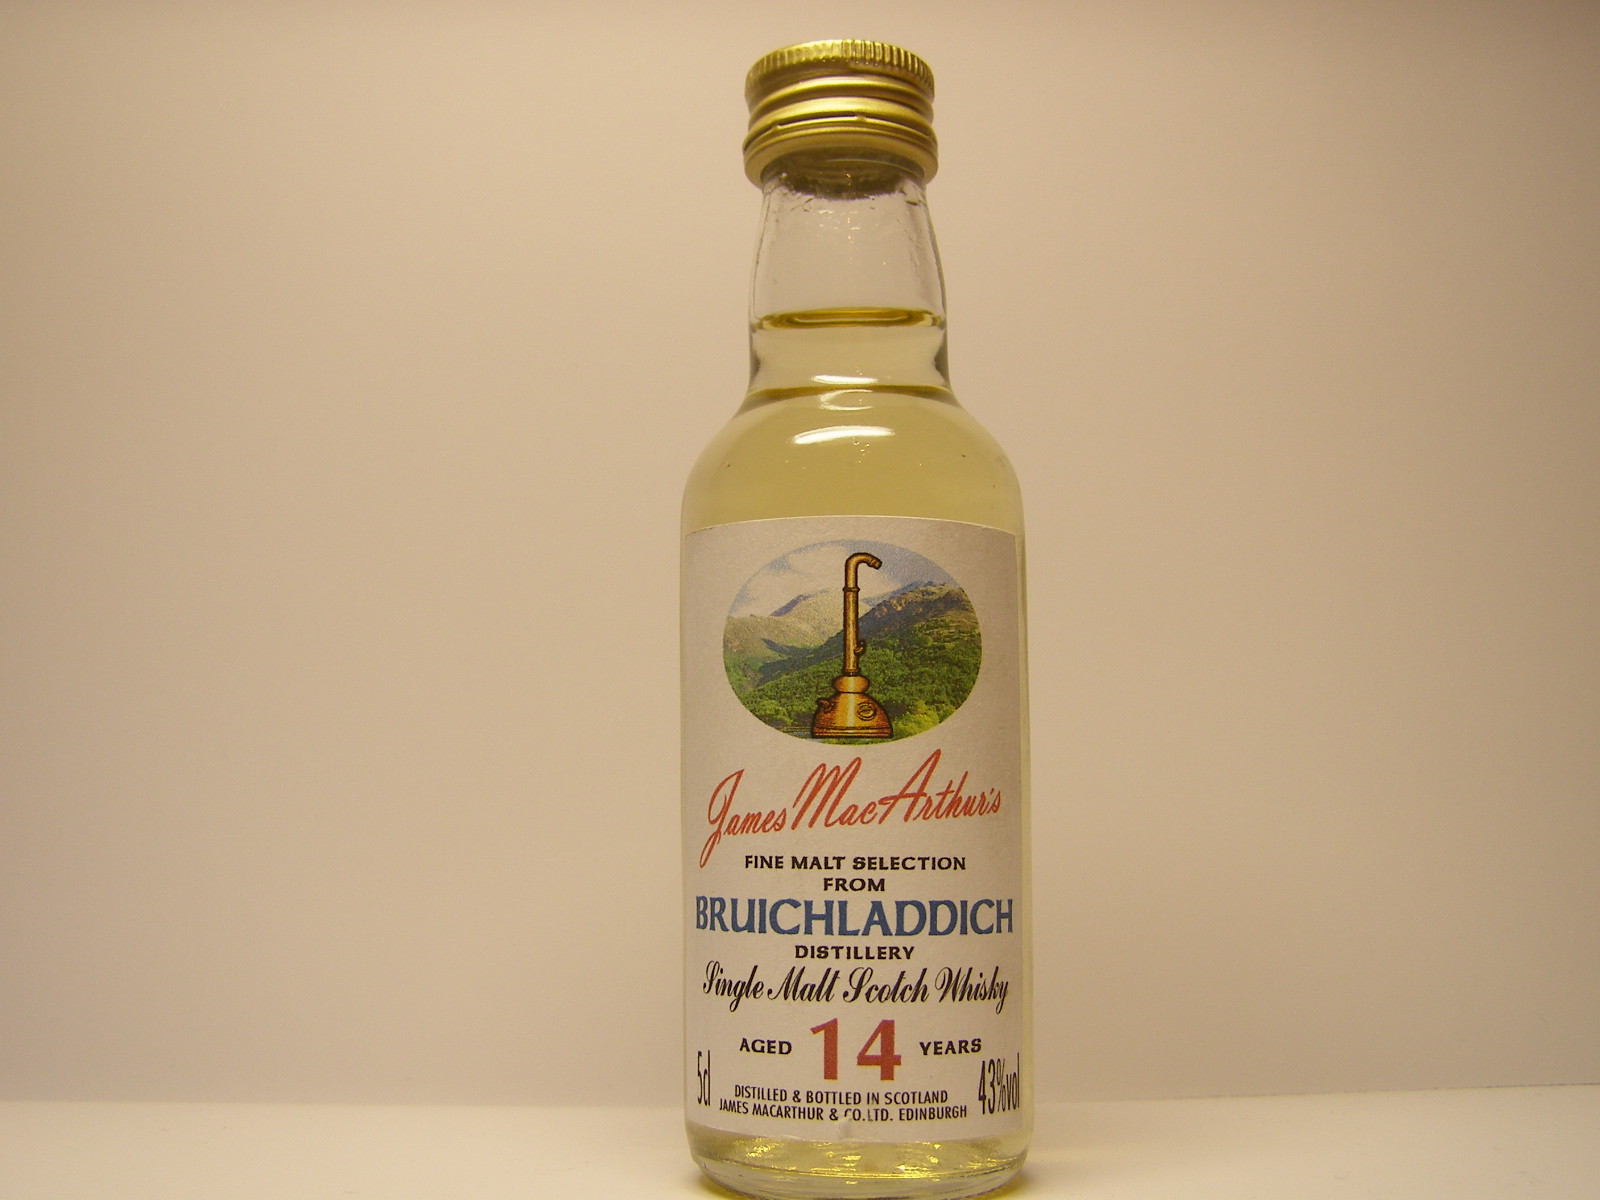 James MacArthur's
FINE MALT SELECTION
FROM
BRUICHLADDICH
DISTILLERY
Single Malt Scotch Whisky
AGED 14 YEARS
5cl
43%vol
DISTILLED & BOTTLED IN SCOTLAND
JAMES MACARTHUR & CO.LTD. EDINBURGH